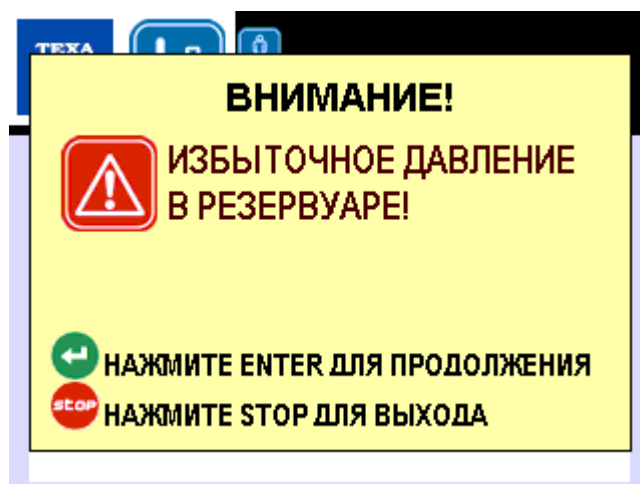 TEXA
ВНИМАНИЕ!
ИЗБЫТОЧНОЕ ДАВЛЕНИЕ
В РЕЗЕРВУАРЕ!
НАЖМИТЕ ENTER ДЛЯ ПРОДОЛЖЕНИЯ
stop
НАЖМИТЕ STOP ДЛЯ ВЫХОДА